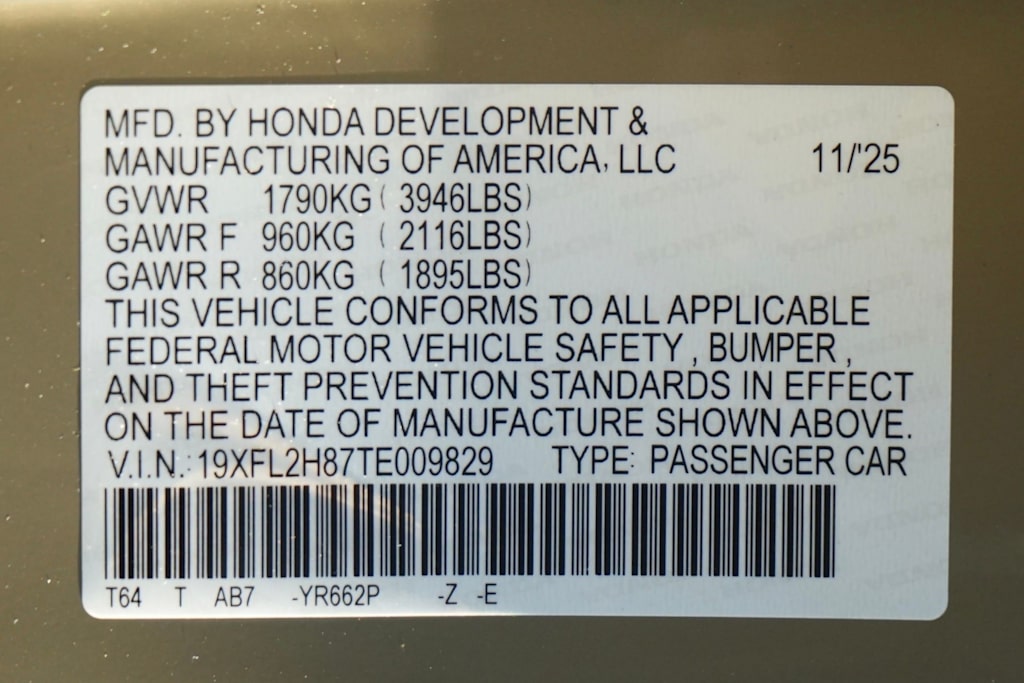 MFD. BY HONDA DEVELOPMENT &
MANUFACTURING OF AMERICA, LLC 11/'25
GVWR 1790KG ( 3946LBS)
GAWR F 960KG ( 2116LBS)
GAWR R 860KG ( 1895LBS)
THIS VEHICLE CONFORMS TO ALL APPLICABLE
FEDERAL MOTOR VEHICLE SAFETY , BUMPER ,
AND THEFT PREVENTION STANDARDS IN EFFECT
ON THE DATE OF MANUFACTURE SHOWN ABOVE.
V.I.N.: 19XFL2H87TE009829 TYPE: PASSENGER CAR
T64 T AB7 -YR662P -Z -E